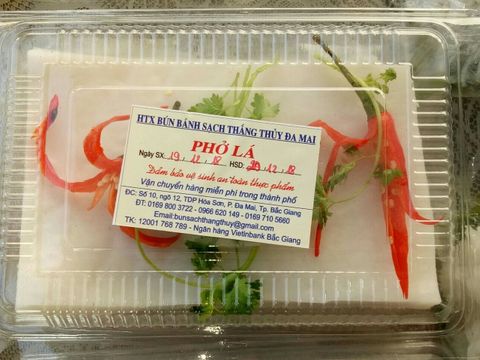 HTX BÚN BÁNH SẠCH THẮNG THỦY ĐA MAI
PHỞ LÁ
Ngày SX: 19, 12, 18 HSD: 20, 12, 18
Đảm bảo vệ sinh an toàn thực phẩm
Vận chuyển hàng miễn phí trong thành phố
ĐC: Số 10, ngõ 12, TDP Hòa Sơn, P. Đa Mai, Tp. Bắc Giang
ĐT: 0169 800 3722 - 0966 620 149 - 0169 710 5660
Email:bunsachthangthuy@gmail.com
TK: 12001 768 789 - Ngân hàng Vietinbank Bắc Giang